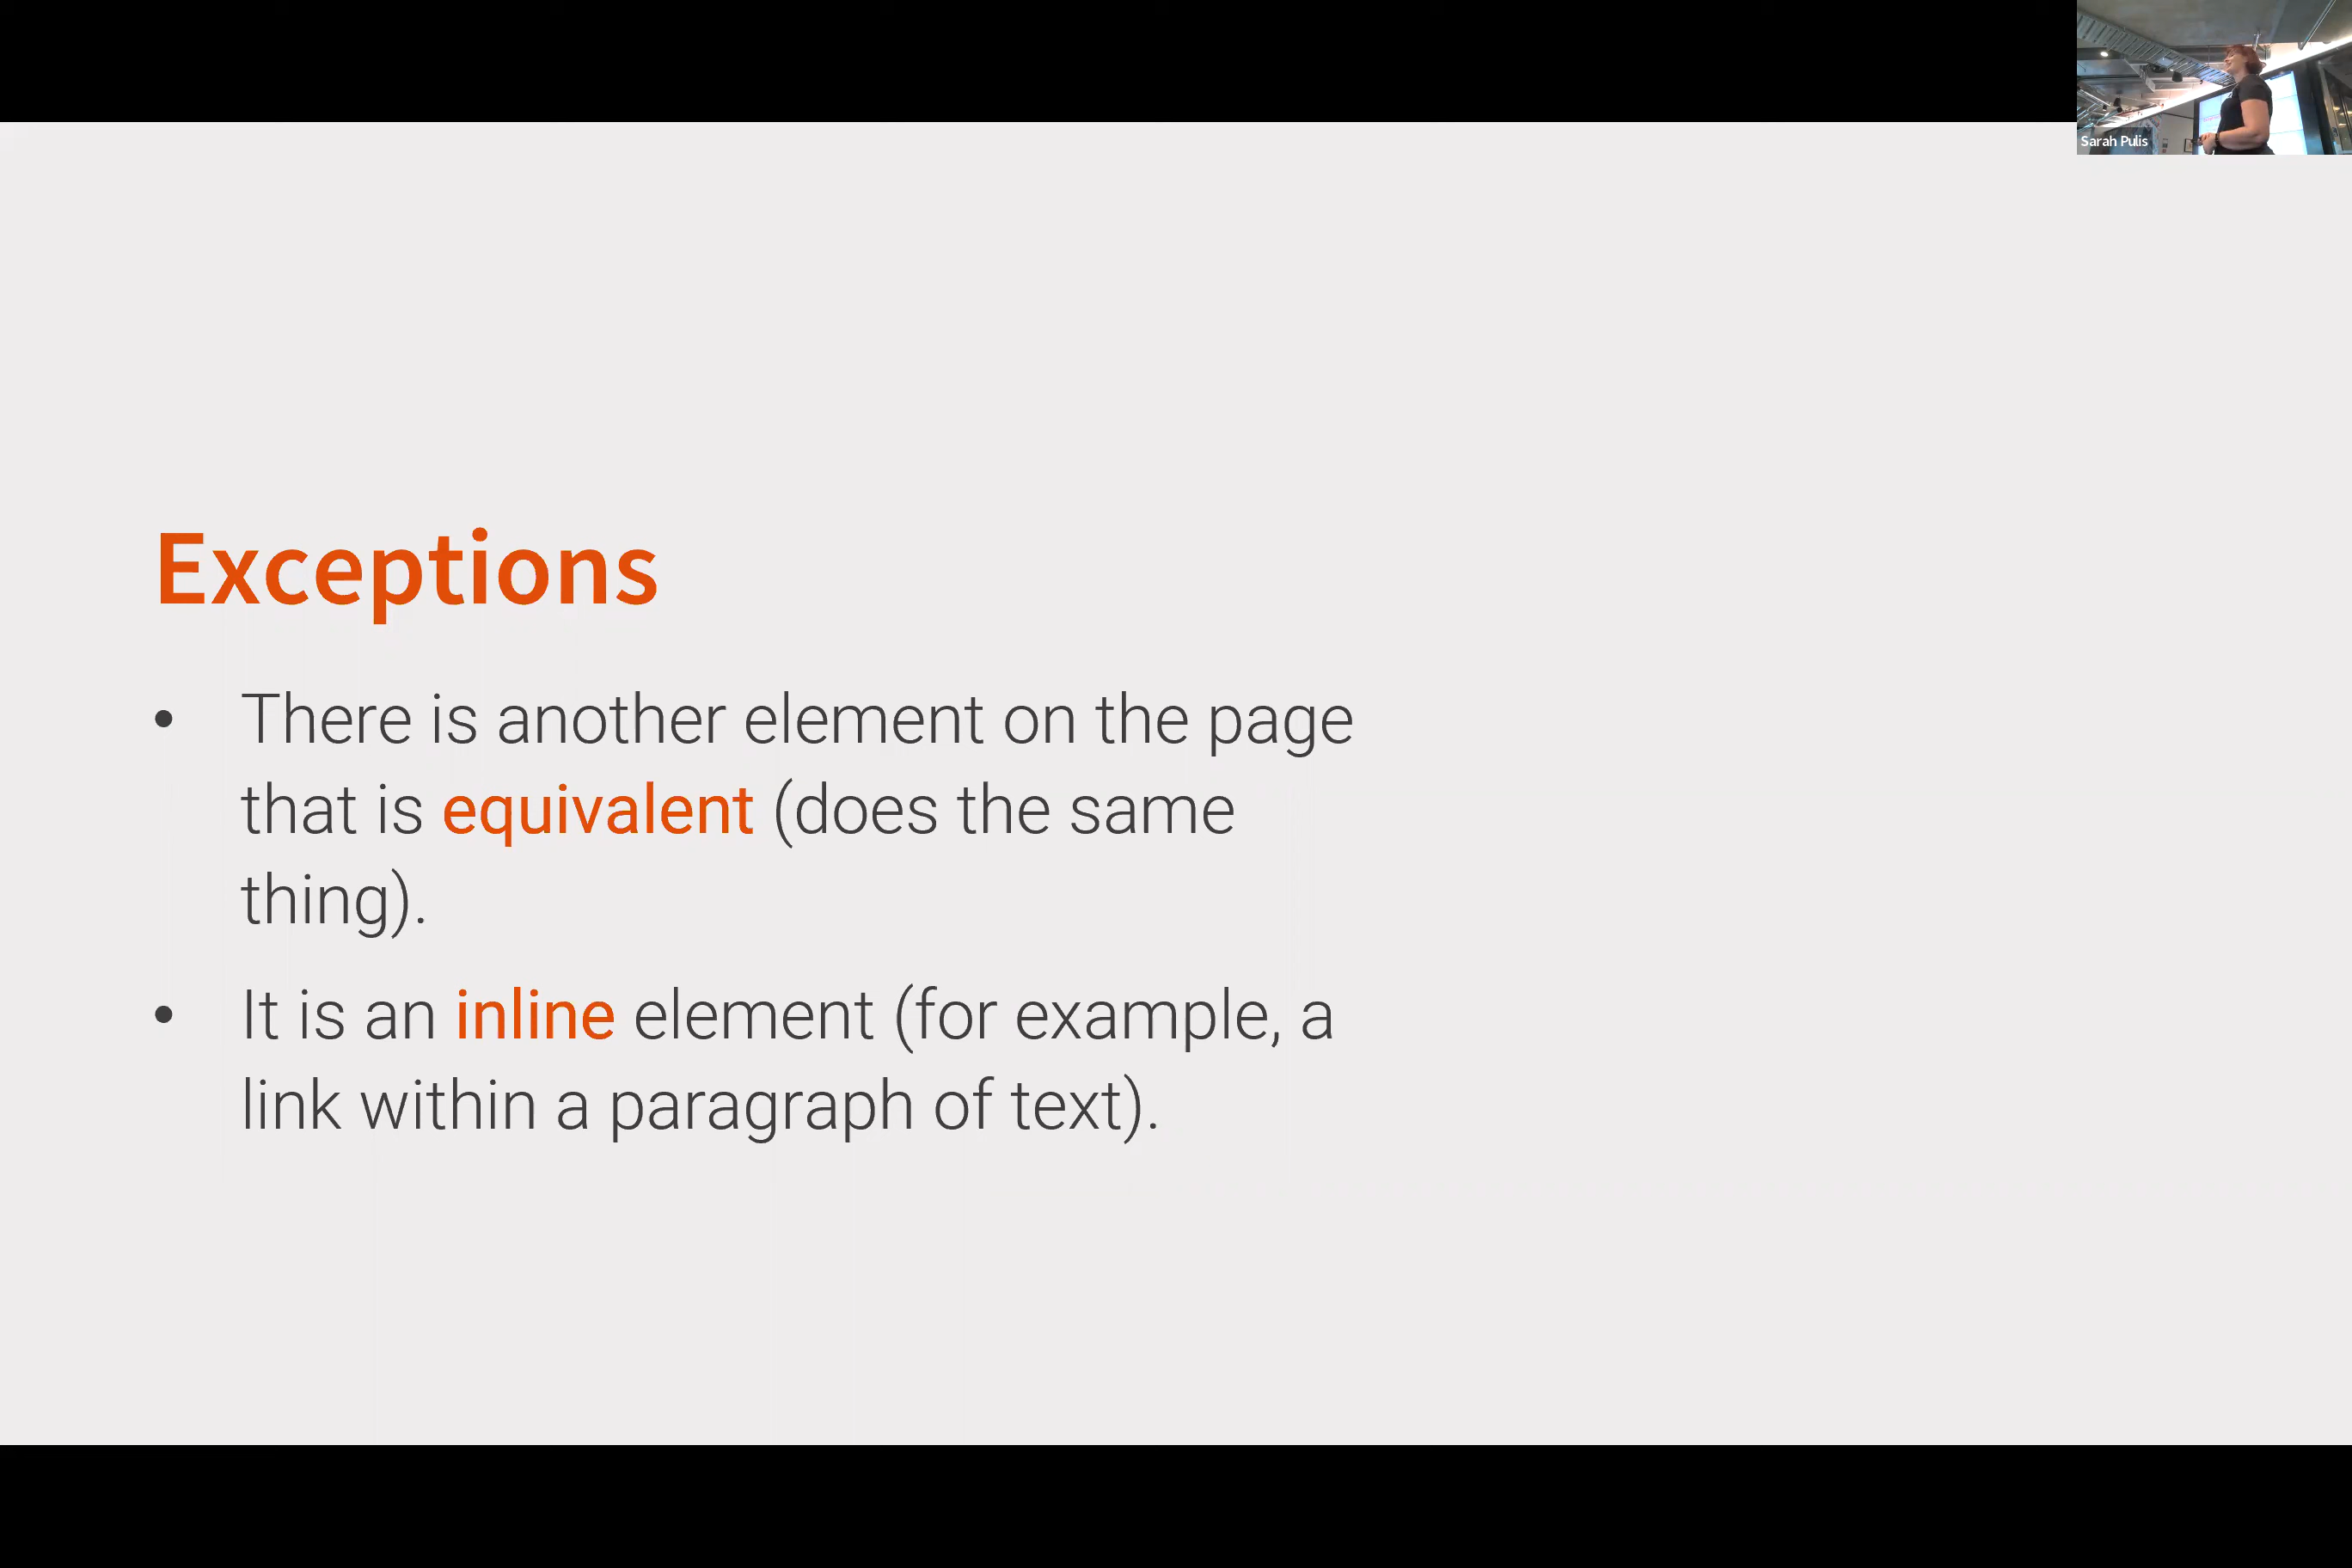 Sarah Pulis
Exceptions
• There is another element on the page
that is equivalent (does the same
thing).
• It is an inline element (for example, a
link within a paragraph of text).